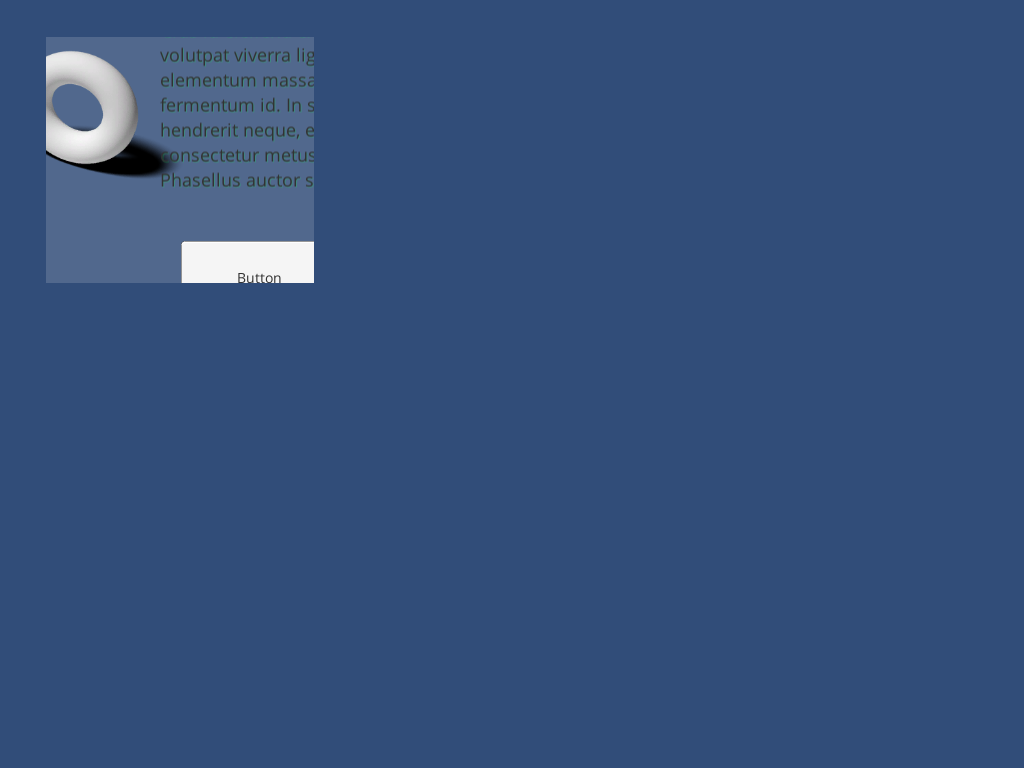 volutpat viverra lig
elementum massa
fermentum id. In s
hendrerit neque, e
consectetur metus
Phasellus auctor s
Button